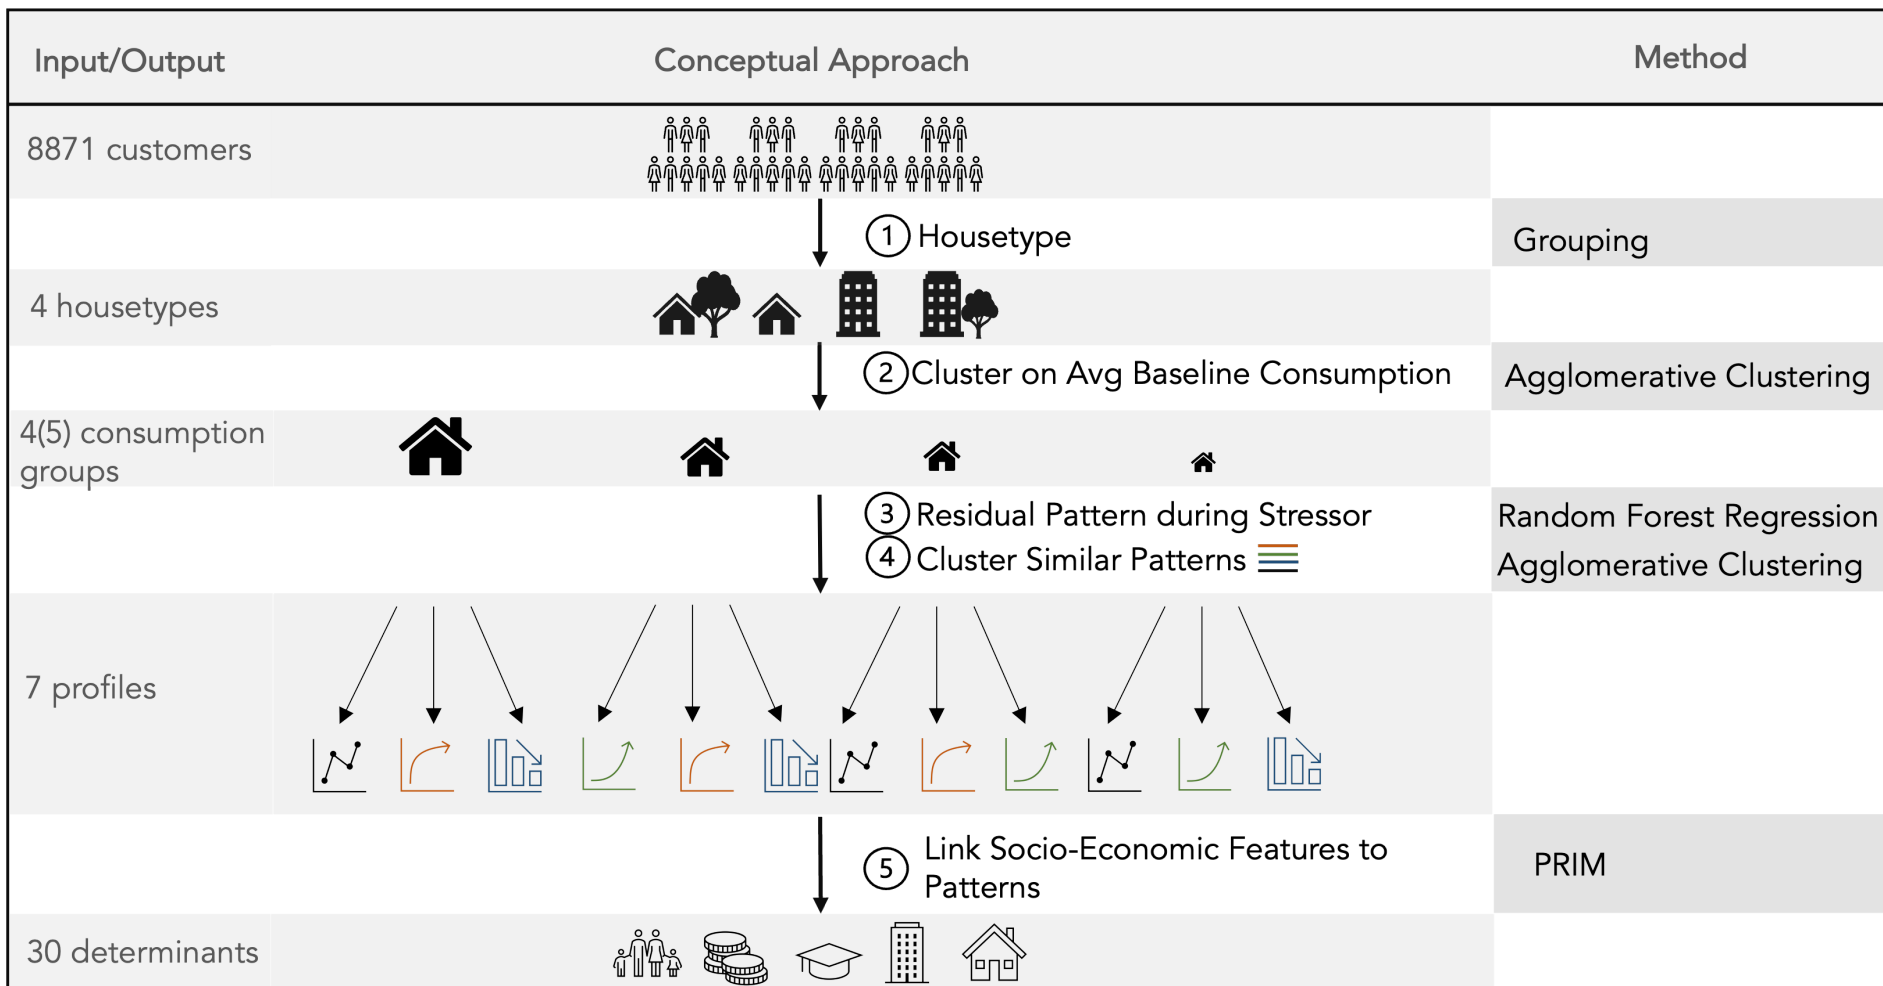 Input/Output
Conceptual Approach
Method
8871 customers
1 Housetype
Grouping
4 housetypes
2 Cluster on Avg Baseline Consumption
Agglomerative Clustering
4(5) consumption
groups
3 Residual Pattern during Stressor
Random Forest Regression
4 Cluster Similar Patterns
Agglomerative Clustering
7 profiles
5 Link Socio-Economic Features to
Patterns
PRIM
30 determinants